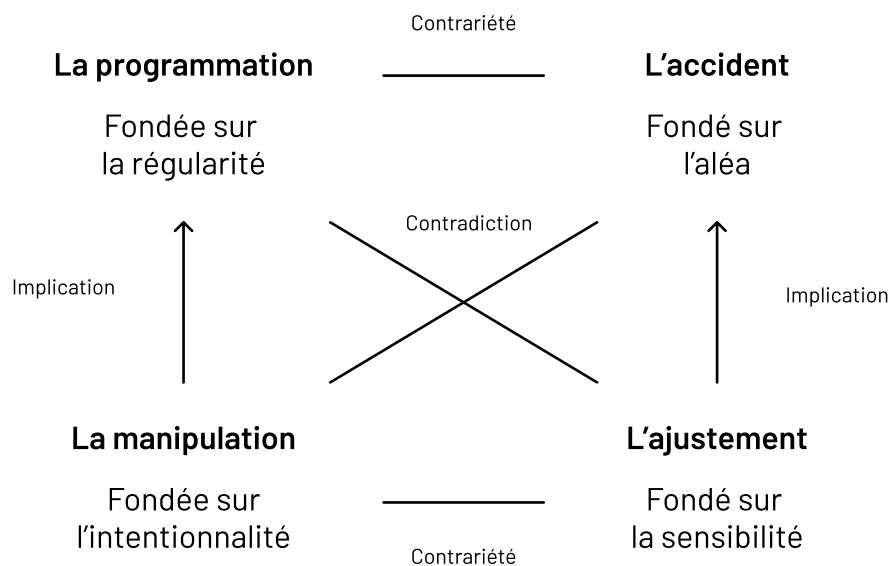 Contrariété
La programmation
L’accident
Fondée sur
la régularité
Fondé sur
l’aléa
Contradiction
Implication
Implication
La manipulation
L’ajustement
Fondée sur
l’intentionnalité
Fondé sur
la sensibilité
Contrariété